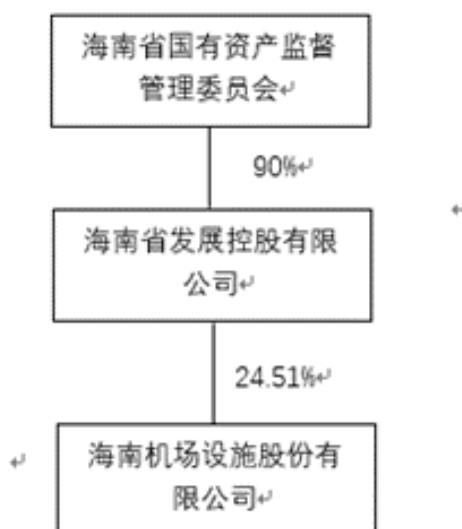 海南省国有资产监督
管理委员会
90%
海南省发展控股有限
公司
24.51%
海南机场设施股份有
限公司